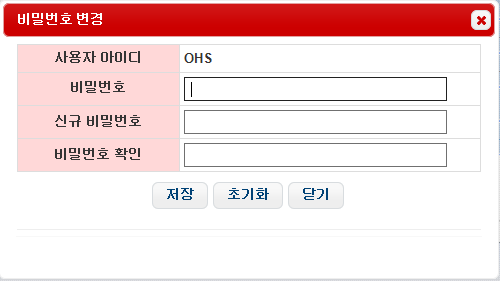 비밀번호 변경
사용자 아이디 OHS
비밀번호
신규 비밀번호
비밀번호 확인
저장 초기화 닫기